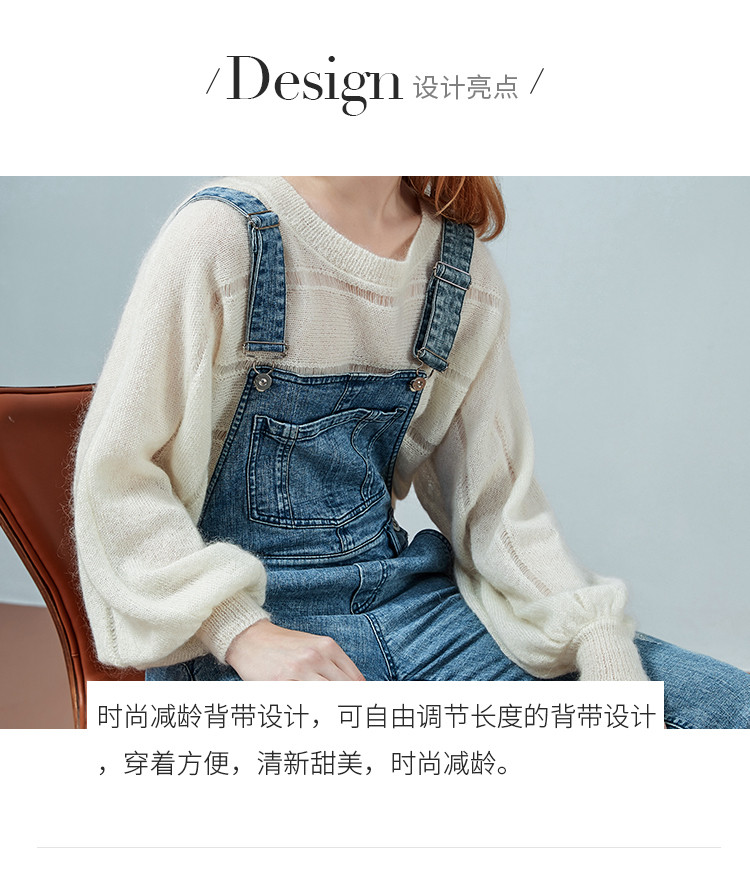 /Design 设计亮点/
时尚减龄背带设计，可自由调节长度的背带设计
，穿着方便，清新甜美，时尚减龄。